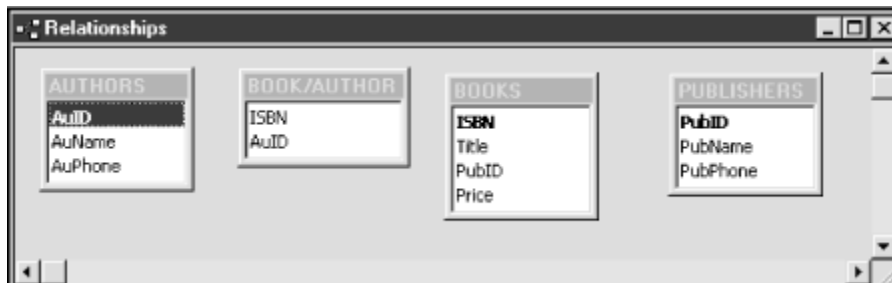 Relationships
AUTHORS
AuID
AuName
AuPhone
BOOK/AUTHOR
ISBN
AuID
BOOKS
ISBN
Title
PubID
Price
PUBLISHERS
PubID
PubName
PubPhone